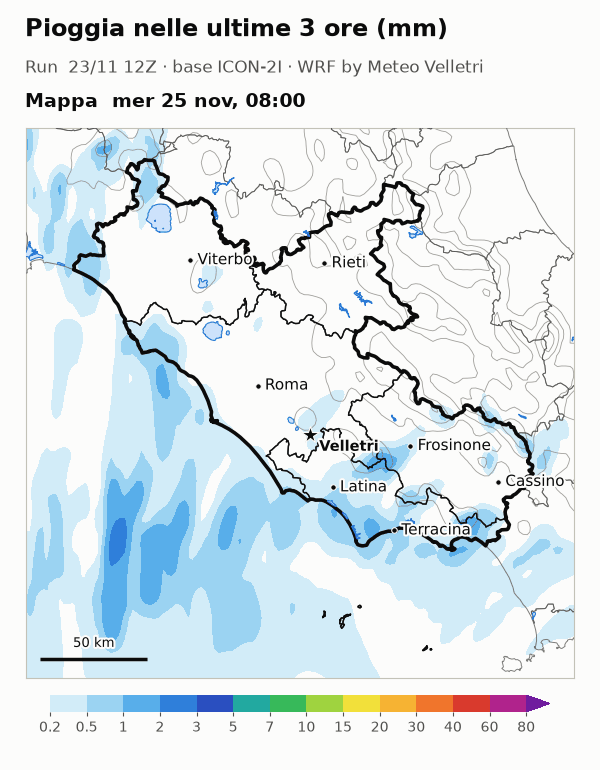 Pioggia nelle ultime 3 ore (mm)
Run  23/11 12Z · base ICON-2I · WRF by Meteo Velletri
Mappa  mer 25 nov, 08:00
Viterbo
Rieti
Roma
Velletri
Frosinone
Latina
Cassino
Terracina
50 km
0.2 0.5 1 2 3 5 7 10 15 20 30 40 60 80